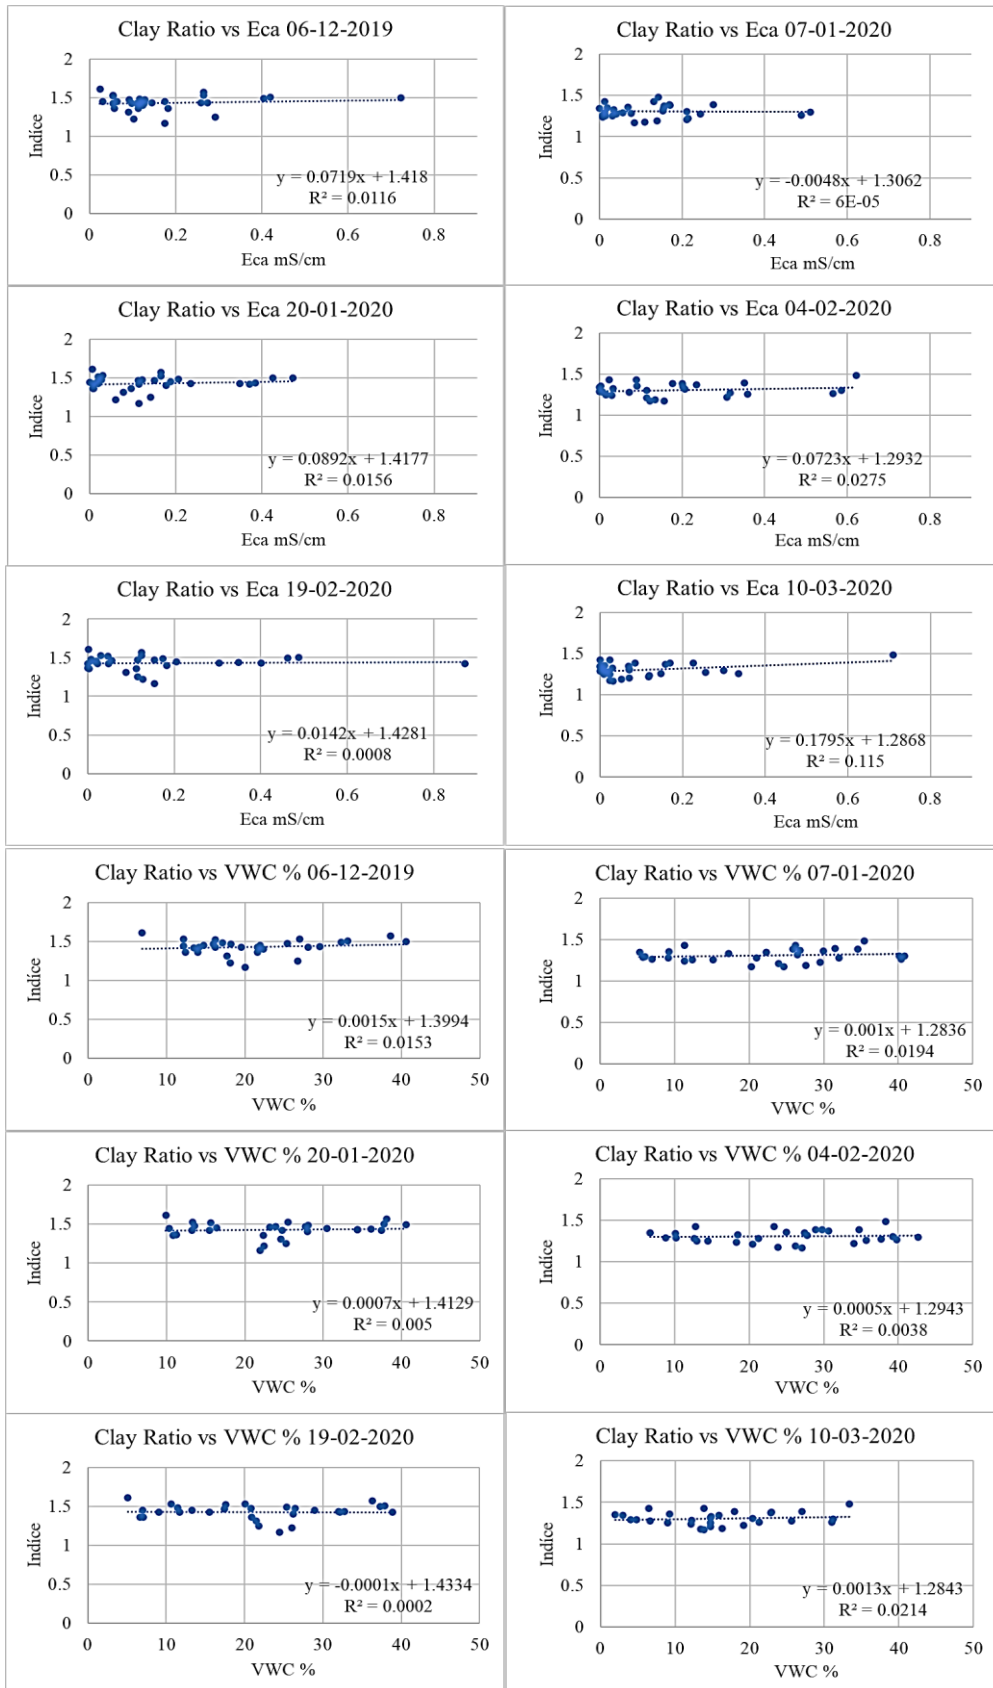 Clay Ratio vs Eca 06-12-2019
2
1.5
1
0.5
0
Indíce
y = 0.0719x + 1.418
R² = 0.0116
0 0.2 0.4 0.6 0.8
Eca mS/cm
Clay Ratio vs Eca 07-01-2020
2
1.5
1
0.5
0
Indíce
y = -0.0048x + 1.3062
R² = 6E-05
0 0.2 0.4 0.6 0.8
Eca mS/cm
Clay Ratio vs Eca 20-01-2020
2
1.5
1
0.5
0
Indíce
y = 0.0892x + 1.4177
R² = 0.0156
0 0.2 0.4 0.6 0.8
Eca mS/cm
Clay Ratio vs Eca 04-02-2020
2
1.5
1
0.5
0
Indíce
y = 0.0723x + 1.2932
R² = 0.0275
0 0.2 0.4 0.6 0.8
Eca mS/cm
Clay Ratio vs Eca 19-02-2020
2
1.5
1
0.5
0
Indíce
y = 0.0142x + 1.4281
R² = 0.0008
0 0.2 0.4 0.6 0.8
Eca mS/cm
Clay Ratio vs Eca 10-03-2020
2
1.5
1
0.5
0
Indíce
y = 0.1795x + 1.2868
R² = 0.115
0 0.2 0.4 0.6 0.8
Eca mS/cm
Clay Ratio vs VWC % 06-12-2019
2
1.5
1
0.5
0
Indíce
y = 0.0015x + 1.3994
R² = 0.0153
0 10 20 30 40 50
VWC %
Clay Ratio vs VWC % 07-01-2020
2
1.5
1
0.5
0
Indíce
y = 0.001x + 1.2836
R² = 0.0194
0 10 20 30 40 50
VWC %
Clay Ratio vs VWC % 20-01-2020
2
1.5
1
0.5
0
Indíce
y = 0.0007x + 1.4129
R² = 0.005
0 10 20 30 40 50
VWC %
Clay Ratio vs VWC % 04-02-2020
2
1.5
1
0.5
0
Indíce
y = 0.0005x + 1.2943
R² = 0.0038
0 10 20 30 40 50
VWC %
Clay Ratio vs VWC % 19-02-2020
2
1.5
1
0.5
0
Indíce
y = -0.0001x + 1.4334
R² = 0.0002
0 10 20 30 40 50
VWC %
Clay Ratio vs VWC % 10-03-2020
2
1.5
1
0.5
0
Indíce
y = 0.0013x + 1.2843
R² = 0.0214
0 10 20 30 40 50
VWC %